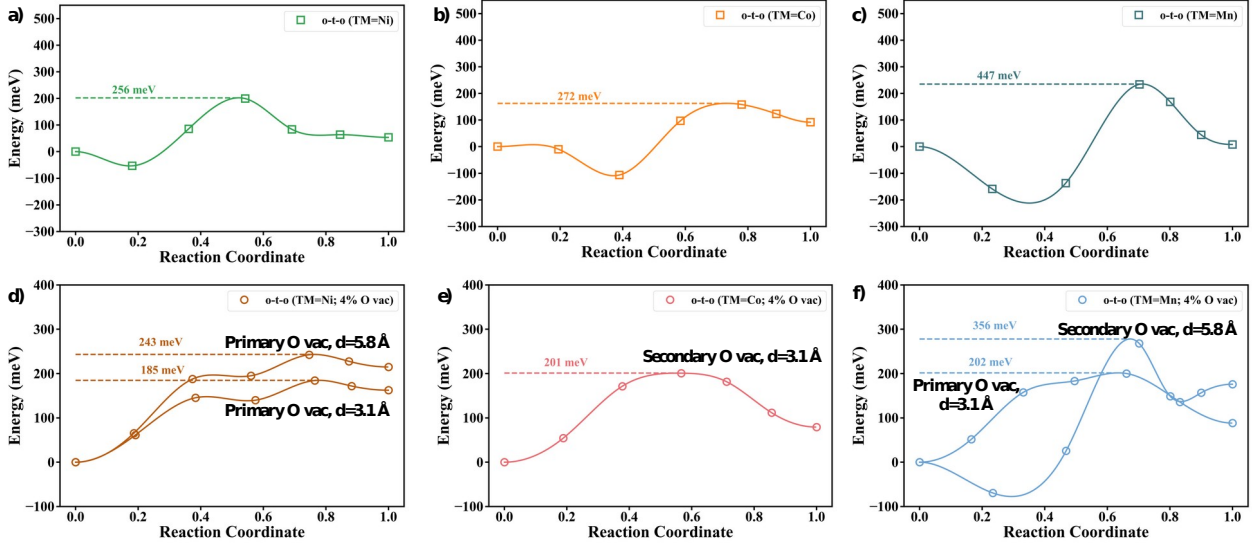 a)
o-t-o (TM=Ni)
256 meV
500
400
300
200
100
0
−100
−200
−300
Energy (meV)
0.0 0.2 0.4 0.6 0.8 1.0
Reaction Coordinate
b)
o-t-o (TM=Co)
272 meV
500
400
300
200
100
0
−100
−200
−300
Energy (meV)
0.0 0.2 0.4 0.6 0.8 1.0
Reaction Coordinate
c)
o-t-o (TM=Mn)
447 meV
500
400
300
200
100
0
−100
−200
−300
Energy (meV)
0.0 0.2 0.4 0.6 0.8 1.0
Reaction Coordinate
d)
o-t-o (TM=Ni; 4% O vac)
243 meV
Primary O vac, d=5.8 Å
185 meV
Primary O vac, d=3.1 Å
400
300
200
100
0
−100
Energy (meV)
0.0 0.2 0.4 0.6 0.8 1.0
Reaction Coordinate
e)
o-t-o (TM=Co; 4% O vac)
201 meV
Secondary O vac, d=3.1 Å
400
300
200
100
0
−100
Energy (meV)
0.0 0.2 0.4 0.6 0.8 1.0
Reaction Coordinate
f)
o-t-o (TM=Mn; 4% O vac)
356 meV
Secondary O vac, d=5.8 Å
202 meV
Primary O vac,
d=3.1 Å
400
300
200
100
0
−100
Energy (meV)
0.0 0.2 0.4 0.6 0.8 1.0
Reaction Coordinate